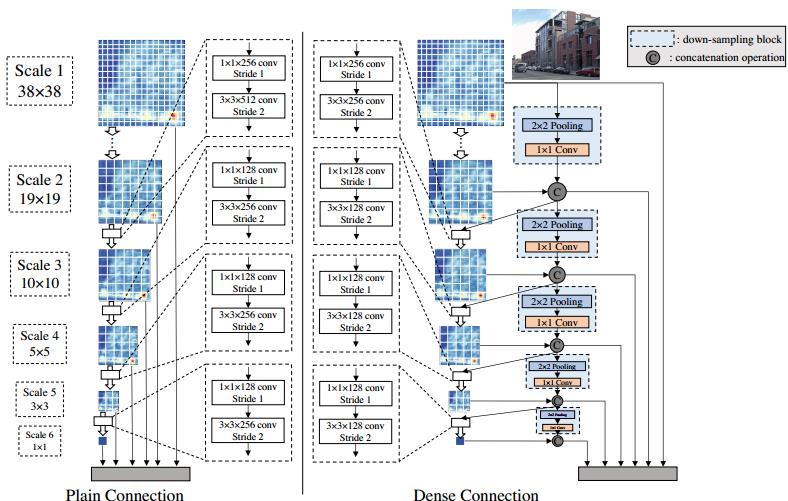 Scale 1
38×38
Scale 2
19×19
Scale 3
10×10
Scale 4
5×5
Scale 5
3×3
Scale 6
1×1
1×1×256 conv
Stride 1
3×3×512 conv
Stride 2
1×1×128 conv
Stride 1
3×3×256 conv
Stride 2
1×1×128 conv
Stride 1
3×3×256 conv
Stride 2
1×1×128 conv
Stride 1
3×3×256 conv
Stride 2
Plain Connection
1×1×256 conv
Stride 1
3×3×256 conv
Stride 2
1×1×128 conv
Stride 1
3×3×128 conv
Stride 2
1×1×128 conv
Stride 1
3×3×128 conv
Stride 2
1×1×128 conv
Stride 1
3×3×128 conv
Stride 2
: down-sampling block
C : concatenation operation
2×2 Pooling
1×1 Conv
C
2×2 Pooling
1×1 Conv
C
2×2 Pooling
1×1 Conv
C
2×2 Pooling
1×1 Conv
C
2×2 Pooling
1×1 Conv
C
Dense Connection